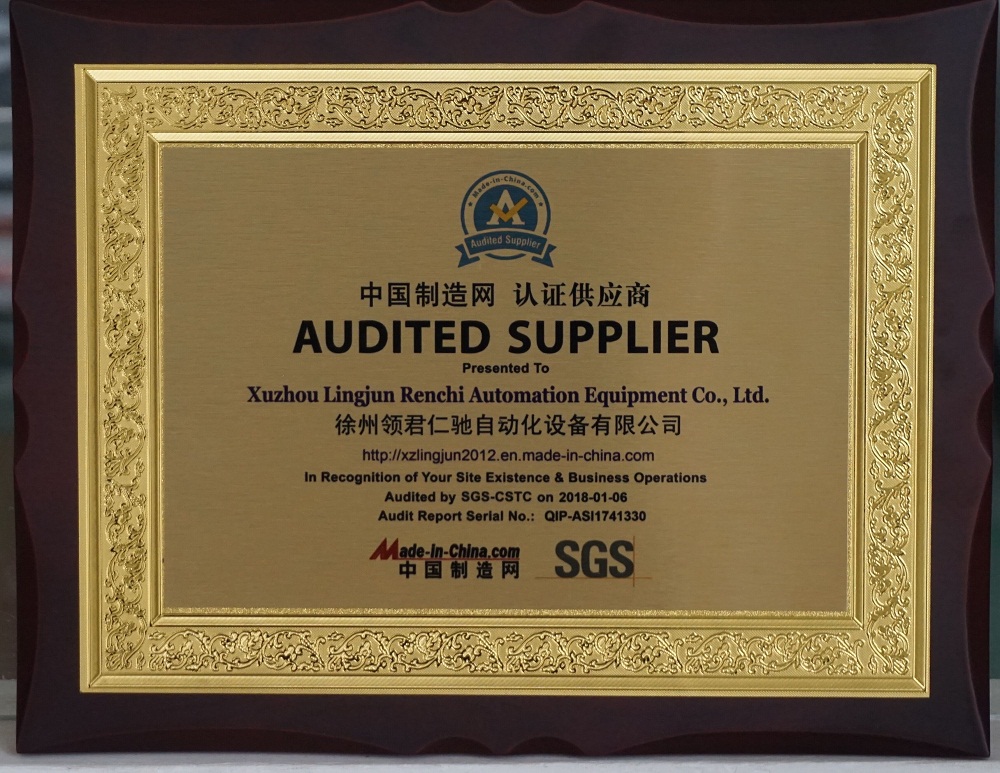 Made-in-China.com
A
Audited Supplier
中国制造网 认证供应商
AUDITED SUPPLIER
Presented To
Xuzhou Lingjun Renchi Automation Equipment Co., Ltd.
徐州领君仁驰自动化设备有限公司
http://xzlingjun2012.en.made-in-china.com
In Recognition of Your Site Existence & Business Operations
Audited by SGS-CSTC on 2018-01-06
Audit Report Serial No.: QIP-ASI1741330
Made-in-China.com
中国制造网
SGS